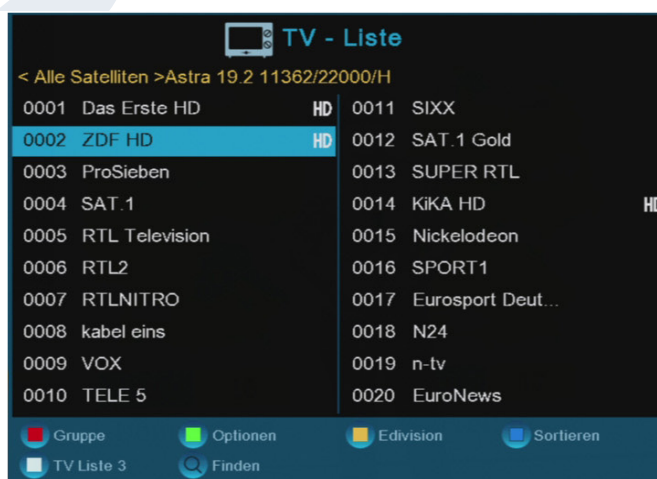 TV - Liste
< Alle Satelliten >Astra 19.2 11362/22000/H
0001 Das Erste HD HD
0002 ZDF HD HD
0003 ProSieben
0004 SAT.1
0005 RTL Television
0006 RTL2
0007 RTLNITRO
0008 kabel eins
0009 VOX
0010 TELE 5
0011 SIXX
0012 SAT.1 Gold
0013 SUPER RTL
0014 KiKA HD HD
0015 Nickelodeon
0016 SPORT1
0017 Eurosport Deut...
0018 N24
0019 n-tv
0020 EuroNews
Gruppe Optionen Edivision Sortieren
TV Liste 3 Finden